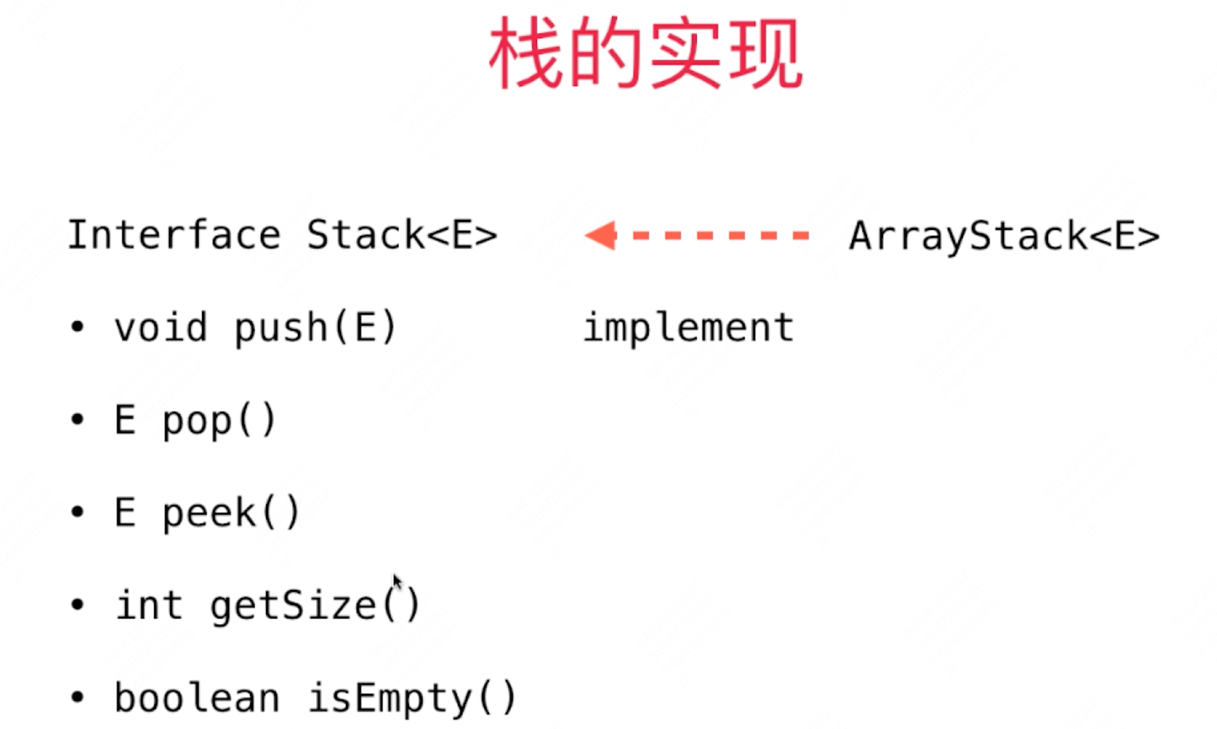 栈的实现
Interface Stack<E>
ArrayStack<E>
• void push(E)
implement
• E pop()
• E peek()
• int getSize()
• boolean isEmpty()